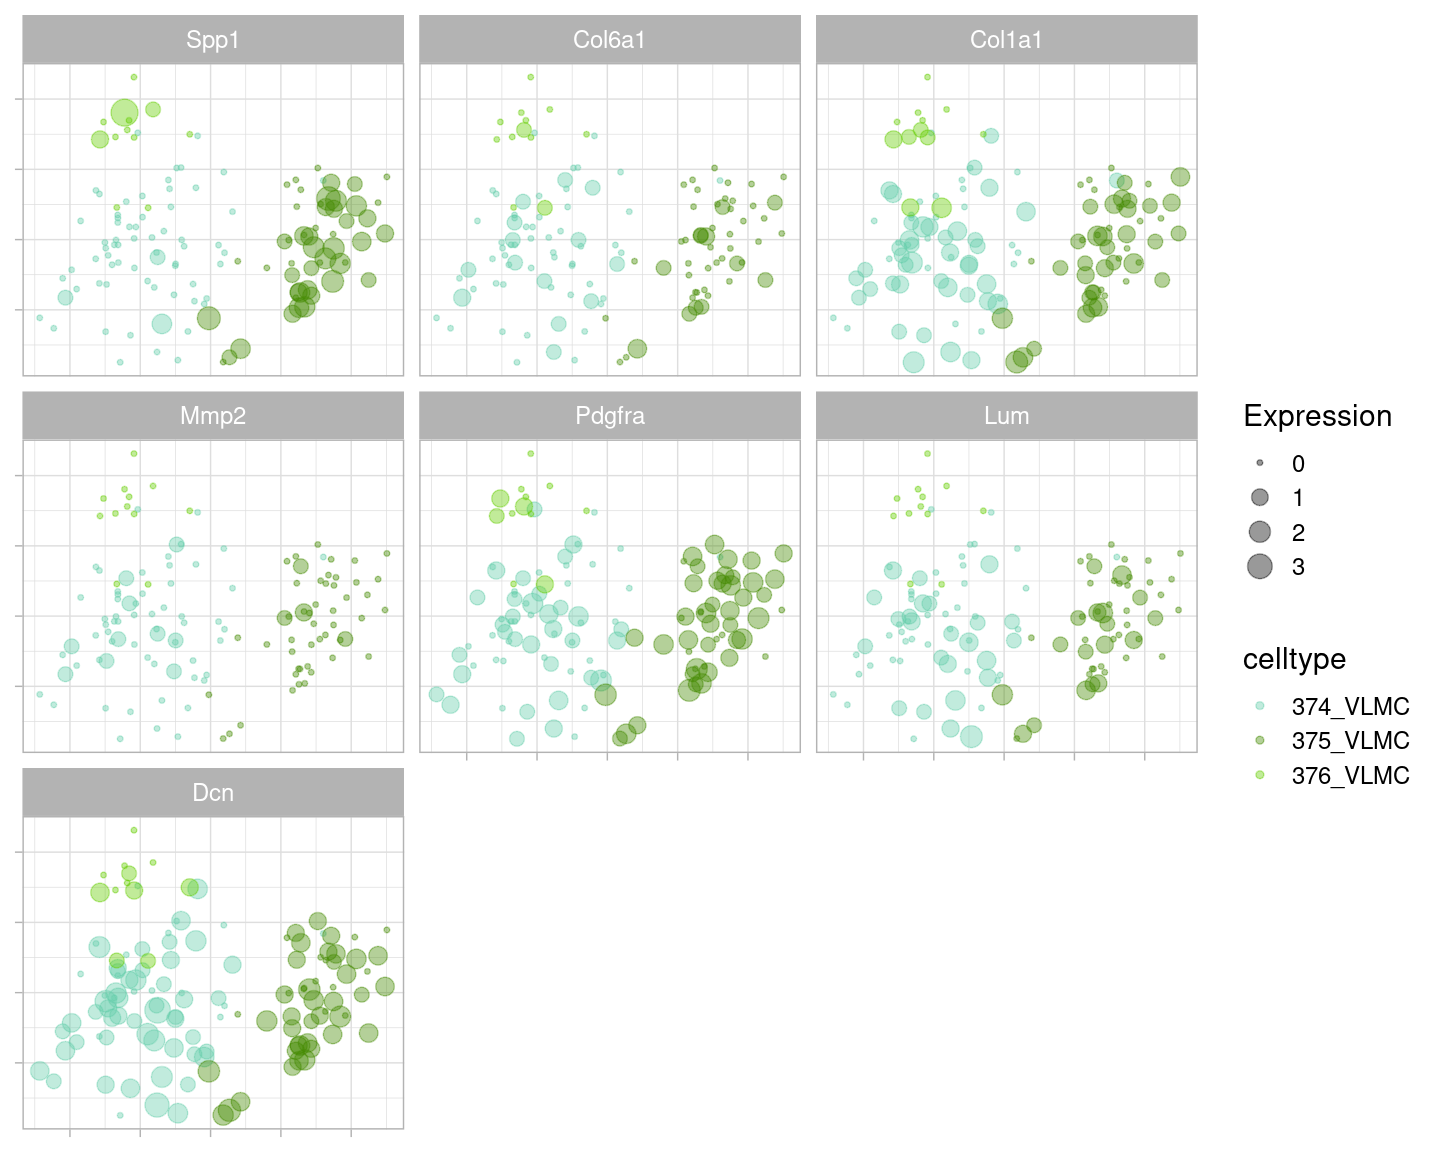 Spp1
Col6a1
Col1a1
Mmp2
Pdgfra
Lum
Dcn
Expression
0
1
2
3
celltype
374_VLMC
375_VLMC
376_VLMC